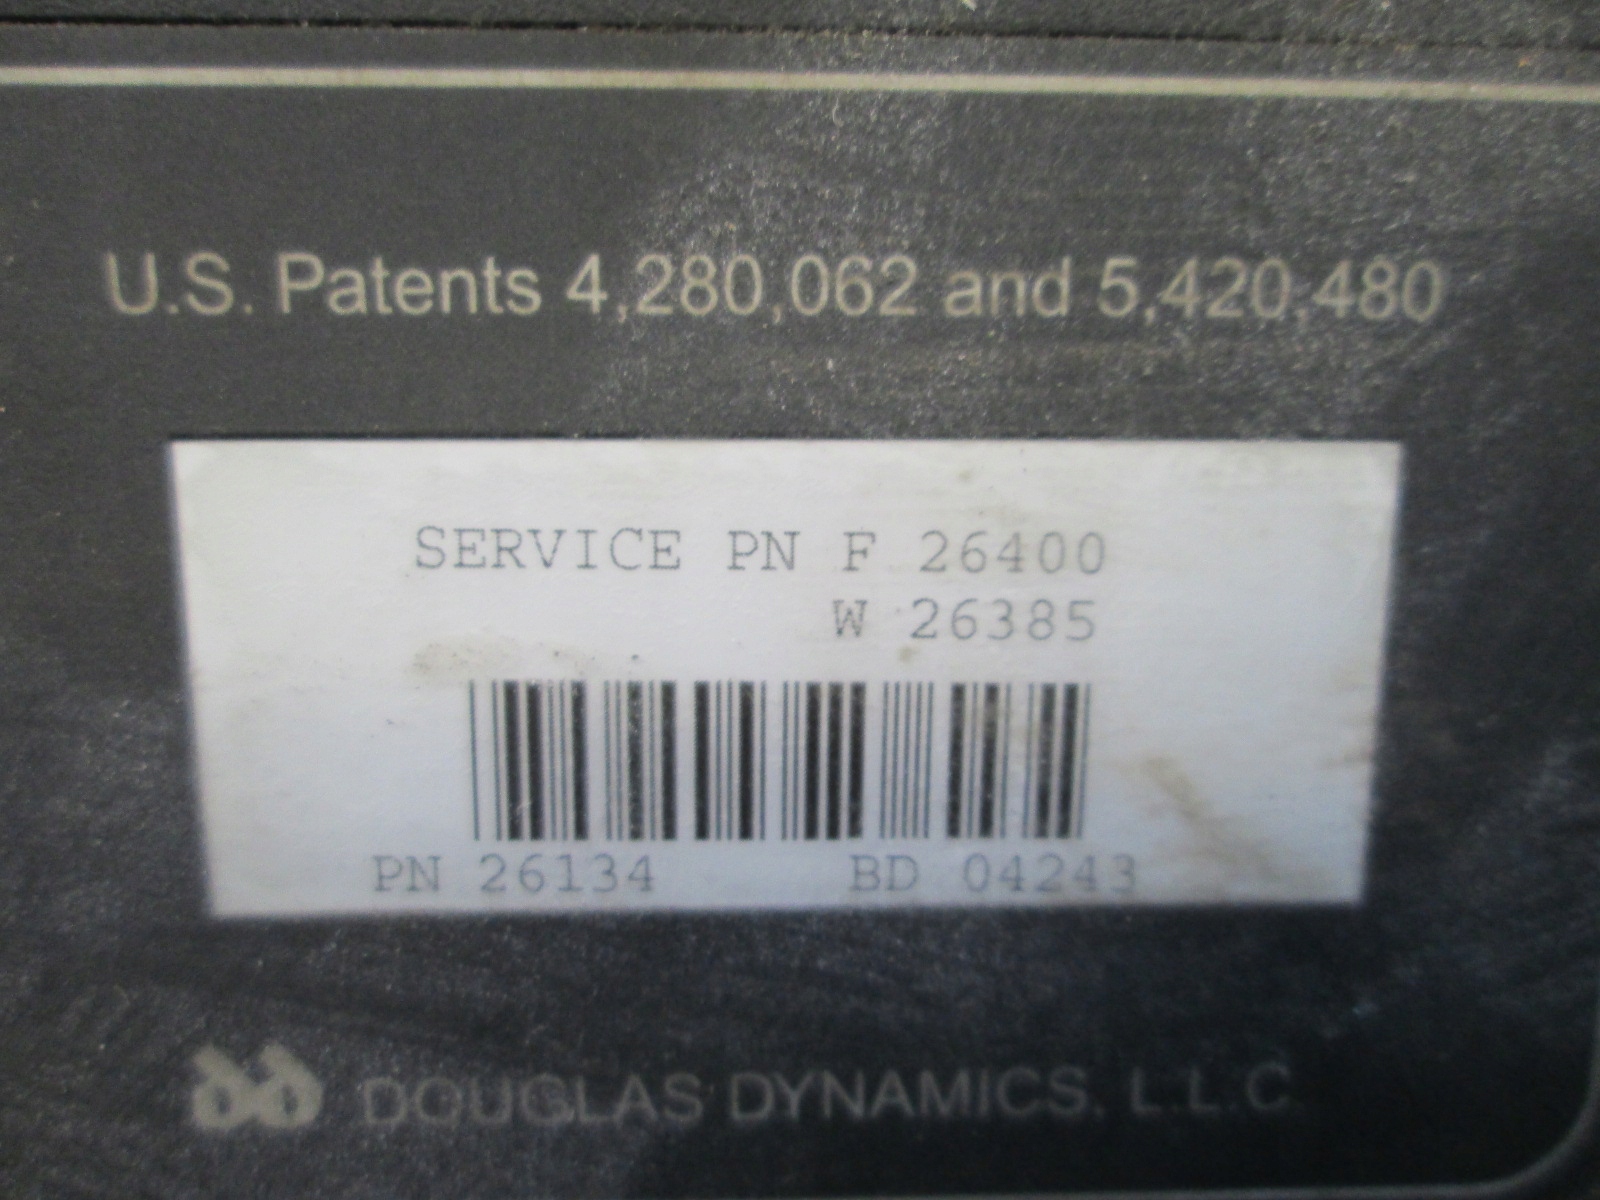 U.S. Patents 4,280,062 and 5,420,480
SERVICE PN F 26400
W 26385
PN 26134 BD 04243
DOUGLAS DYNAMICS, L.L.C.